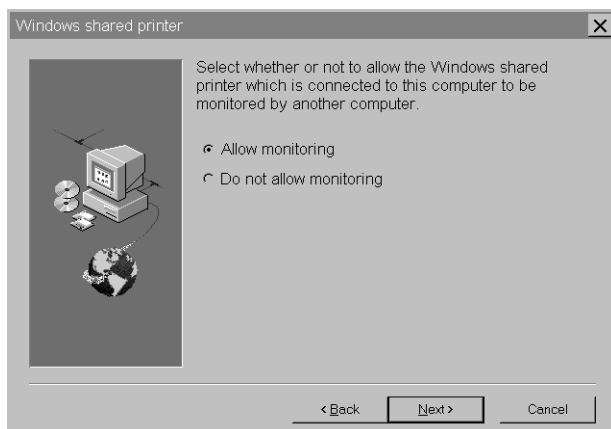 Windows shared printer
Select whether or not to allow the Windows shared
printer which is connected to this computer to be
monitored by another computer.
Allow monitoring
Do not allow monitoring
< Back
Next >
Cancel